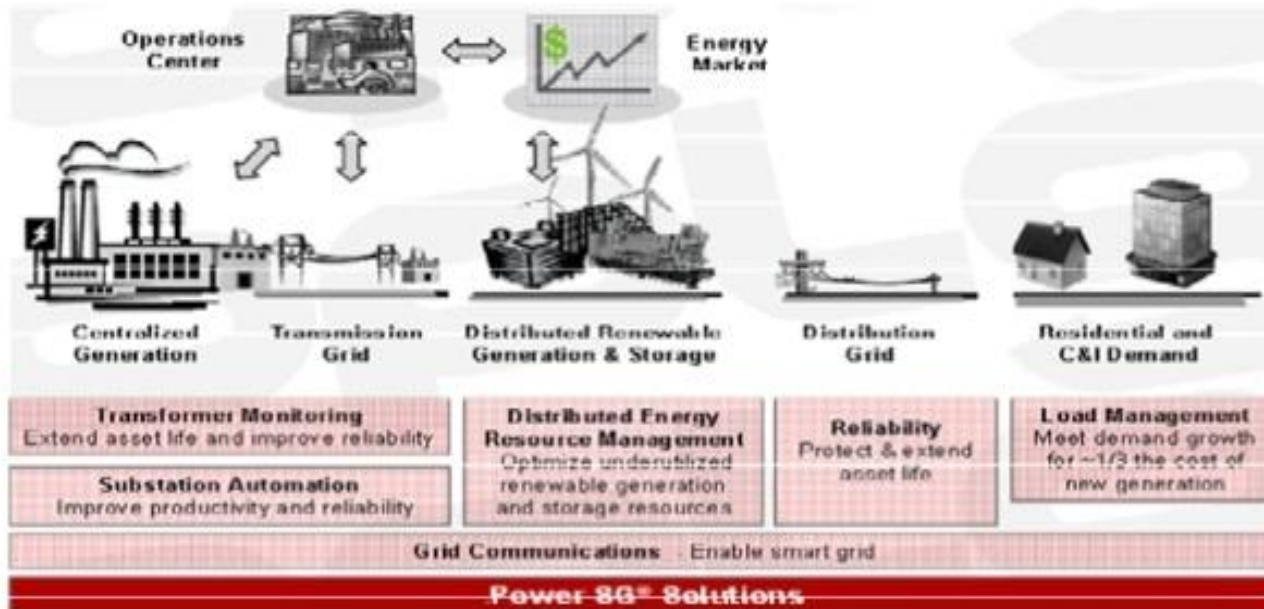 Operations
Center
$
Energy
Market
Centralized
Generation
Transmission
Grid
Distributed Renewable
Generation & Storage
Distribution
Grid
Residential and
C&I Demand
Transformer Monitoring
Extend asset life and improve reliability
Substation Automation
Improve productivity and reliability
Distributed Energy
Resource Management
Optimize underutilized
renewable generation
and storage resources
Reliability
Protect & extend
asset life
Load Management
Meet demand growth
for ~1/3 the cost of
new generation
Grid Communications - Enable smart grid
Power SG® Solutions